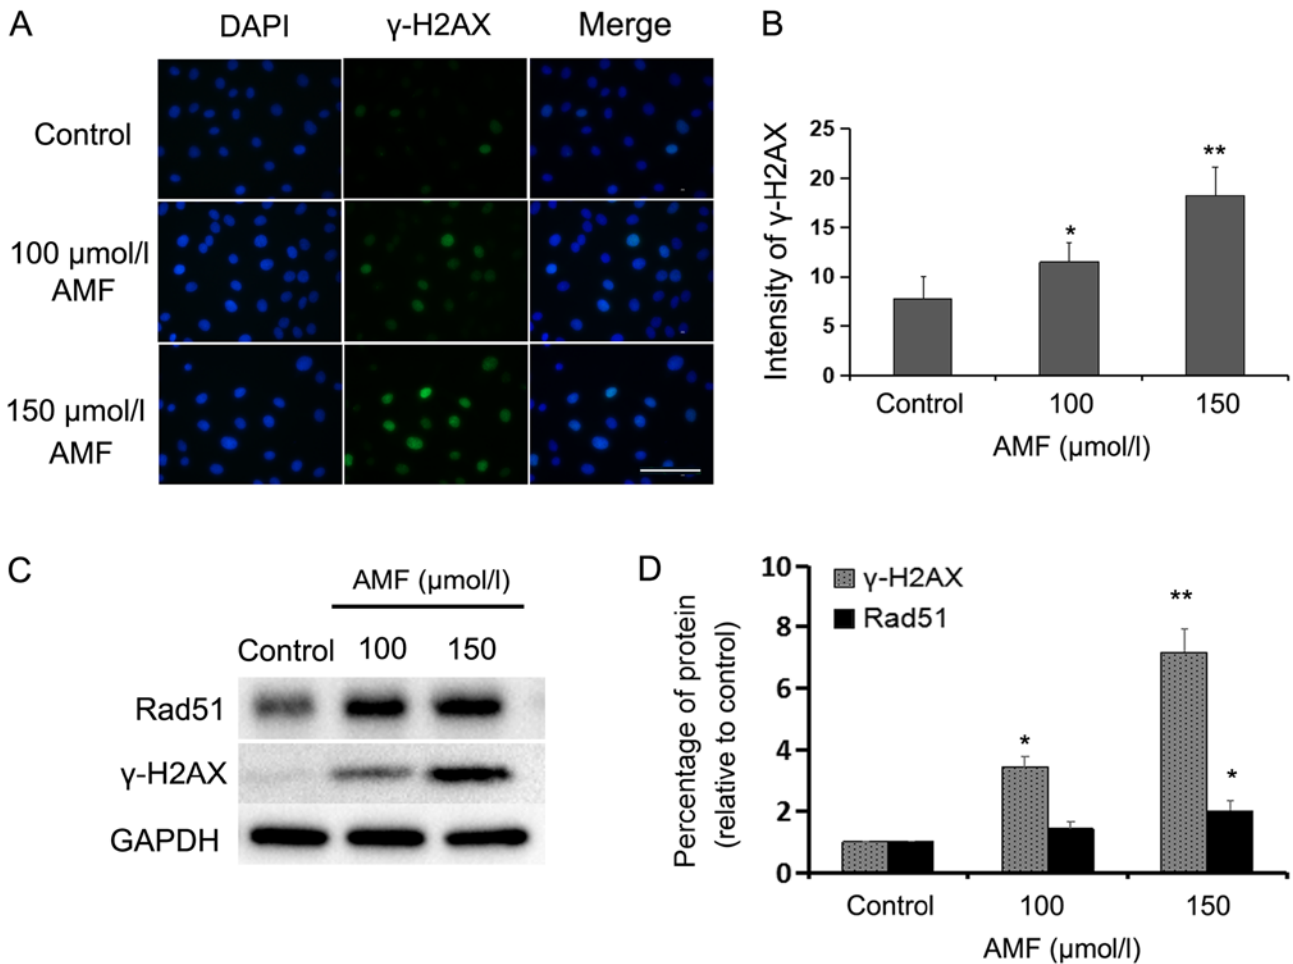 A
DAPI
γ-H2AX
Merge
Control
100 μmol/l
AMF
150 μmol/l
AMF
B
Intensity of γ-H2AX
25
20
15
10
5
0
*
**
Control
100
150
AMF (μmol/l)
C
AMF (μmol/l)
Control
100
150
Rad51
γ-H2AX
GAPDH
D
Percentage of protein
(relative to control)
10
8
6
4
2
0
γ-H2AX
Rad51
*
**
*
Control
100
150
AMF (μmol/l)